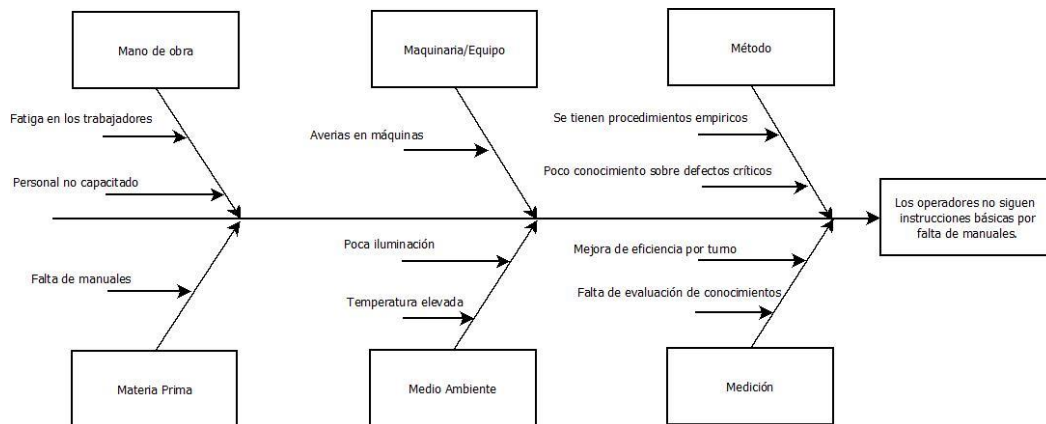 Mano de obra
Maquinaria/Equipo
Método
Fatiga en los trabajadores
Averias en máquinas
Se tienen procedimientos empiricos
Personal no capacitado
Poco conocimiento sobre defectos críticos
Los operadores no siguen
instrucciones básicas por
falta de manuales.
Poca iluminación
Mejora de eficiencia por turno
Falta de manuales
Temperatura elevada
Falta de evaluación de conocimientos
Materia Prima
Medio Ambiente
Medición